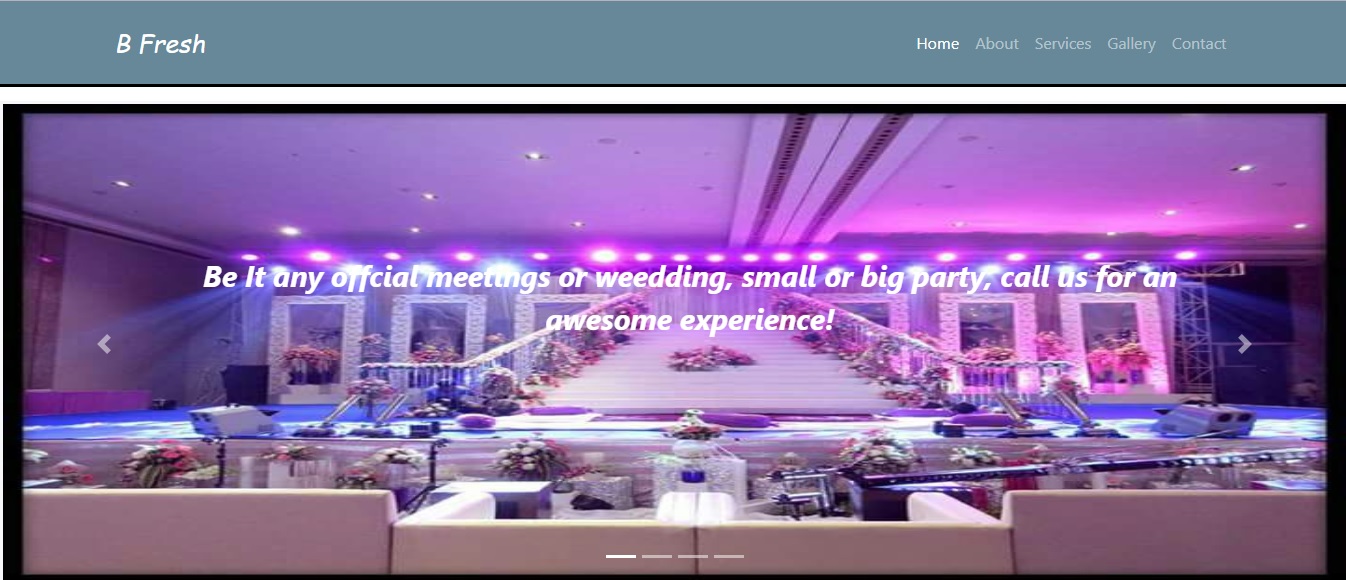 B Fresh
Home About Services Gallery Contact
Be It any offcial meetings or weedding, small or big party, call us for an
awesome experience!